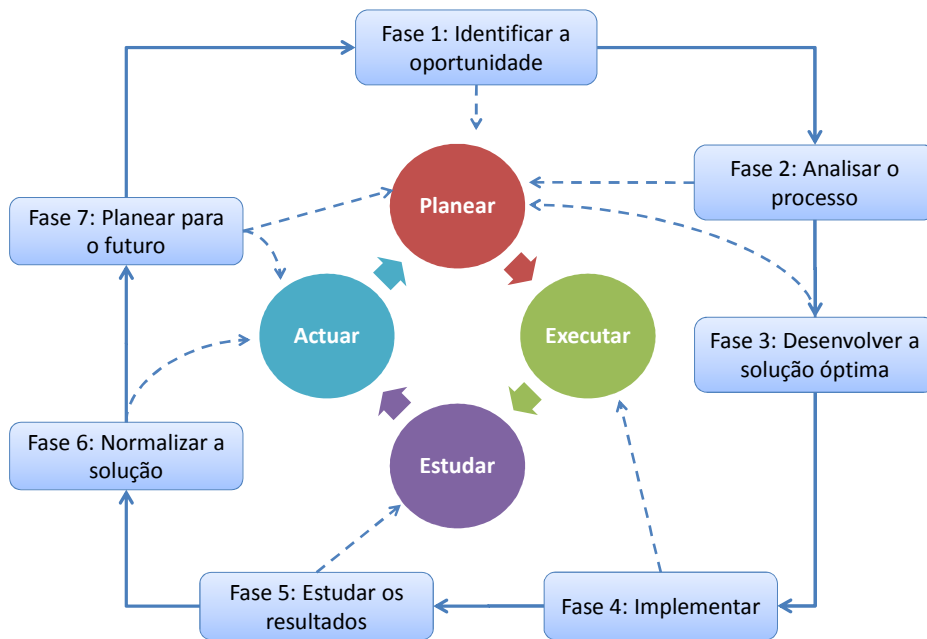 Fase 1: Identificar a
oportunidade
Fase 2: Analisar o
processo
Fase 7: Planear para
o futuro
Planear
Actuar
Executar
Fase 3: Desenvolver a
solução óptima
Fase 6: Normalizar a
solução
Estudar
Fase 5: Estudar os
resultados
Fase 4: Implementar